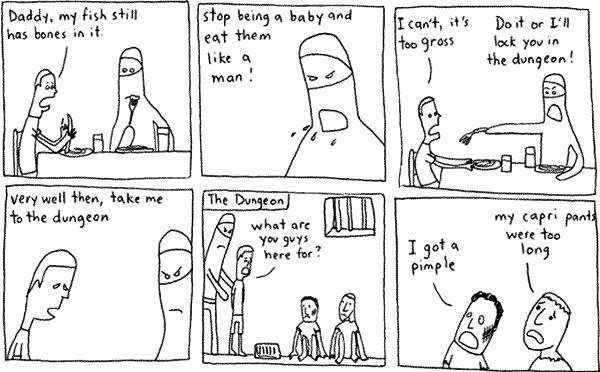 Daddy, my fish still
has bones in it.
stop being a baby and
eat them
like a
man!
I can't, it's
too gross
Do it or I'll
lock you in
the dungeon!
Very well then, take me
to the dungeon
The Dungeon
what are
you guys
here for?
I got a
pimple
my capri pants
were too
long